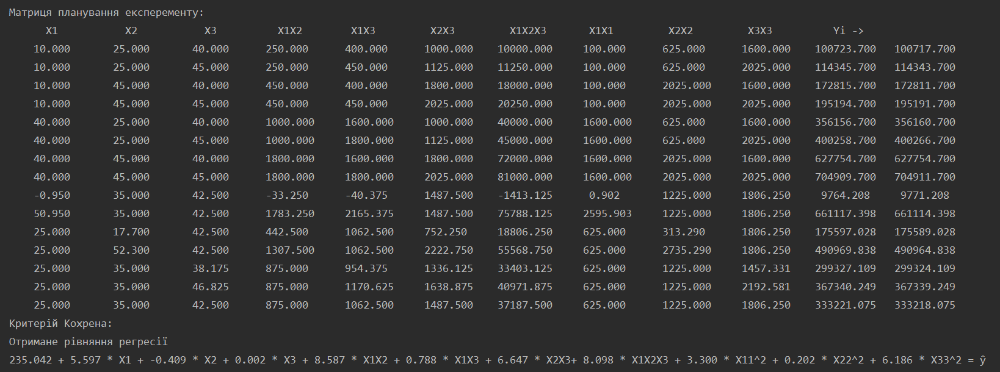 Матриця планування експеременту:
X1 X2 X3 X1X2 X1X3 X2X3 X1X2X3 X1X1 X2X2 X3X3 Yi ->
10.000 25.000 40.000 250.000 400.000 1000.000 10000.000 100.000 625.000 1600.000 100723.700 100717.700
10.000 25.000 45.000 250.000 450.000 1125.000 11250.000 100.000 625.000 2025.000 114345.700 114343.700
10.000 45.000 40.000 450.000 400.000 1800.000 18000.000 100.000 2025.000 1600.000 172815.700 172811.700
10.000 45.000 45.000 450.000 450.000 2025.000 20250.000 100.000 2025.000 2025.000 195194.700 195191.700
40.000 25.000 40.000 1000.000 1600.000 1000.000 40000.000 1600.000 625.000 1600.000 356156.700 356160.700
40.000 25.000 45.000 1000.000 1800.000 1125.000 45000.000 1600.000 625.000 2025.000 400258.700 400266.700
40.000 45.000 40.000 1800.000 1600.000 1800.000 72000.000 1600.000 2025.000 1600.000 627754.700 627754.700
40.000 45.000 45.000 1800.000 1800.000 2025.000 81000.000 1600.000 2025.000 2025.000 704909.700 704911.700
-0.950 35.000 42.500 -33.250 -40.375 1487.500 -1413.125 0.902 1225.000 1806.250 9764.208 9771.208
50.950 35.000 42.500 1783.250 2165.375 1487.500 75788.125 2595.903 1225.000 1806.250 661117.398 661114.398
25.000 17.700 42.500 442.500 1062.500 752.250 18806.250 625.000 313.290 1806.250 175597.028 175589.028
25.000 52.300 42.500 1307.500 1062.500 2222.750 55568.750 625.000 2735.290 1806.250 490969.838 490964.838
25.000 35.000 38.175 875.000 954.375 1336.125 33403.125 625.000 1225.000 1457.331 299327.109 299324.109
25.000 35.000 46.825 875.000 1170.625 1638.875 40971.875 625.000 1225.000 2192.581 367340.249 367339.249
25.000 35.000 42.500 875.000 1062.500 1487.500 37187.500 625.000 1225.000 1806.250 333221.075 333218.075
Критерій Кохрена:
Отримане рівняння регресії
235.042 + 5.597 * X1 + -0.409 * X2 + 0.002 * X3 + 8.587 * X1X2 + 0.788 * X1X3 + 6.647 * X2X3+ 8.098 * X1X2X3 + 3.300 * X11^2 + 0.202 * X22^2 + 6.186 * X33^2 = ŷ